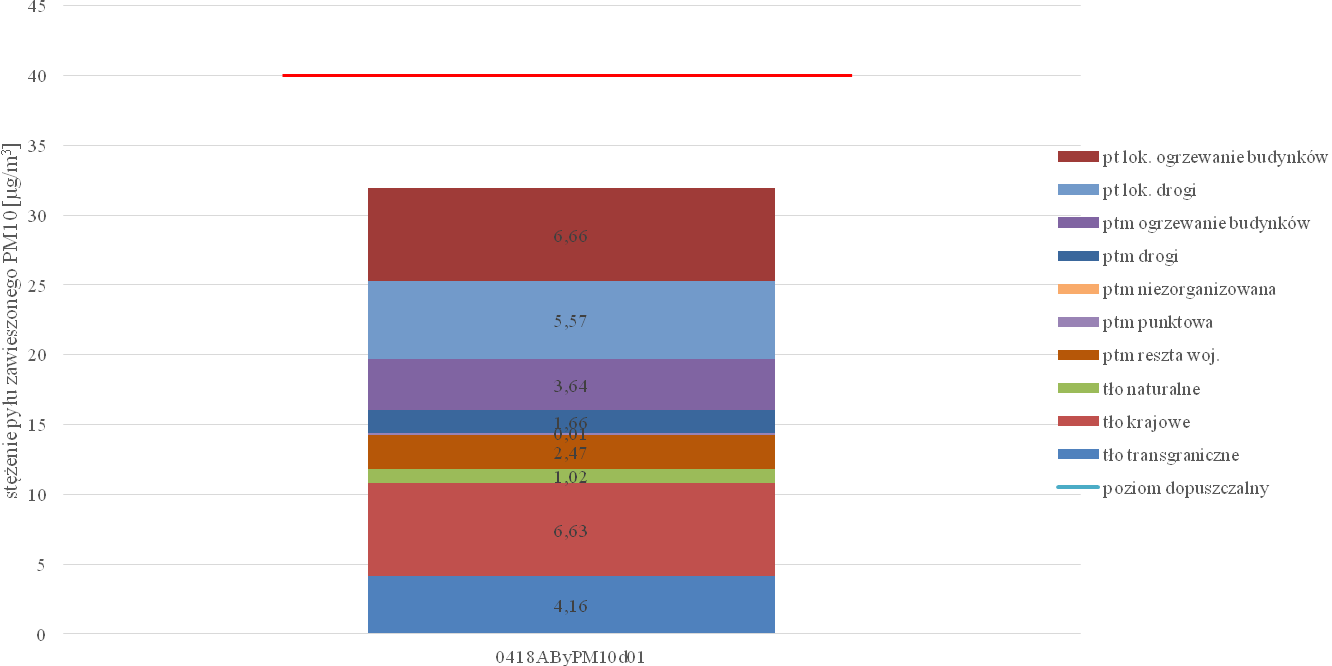 45
40
35
30
25
20
15
10
5
0
stężenie pyłu zawieszonego PM10 [µg/m³]
6,66
5,57
3,64
1,66
0,01
2,47
1,02
6,63
4,16
0418AByPM10d01
pt lok. ogrzewanie budynków
pt lok. drogi
ptm ogrzewanie budynków
ptm drogi
ptm niezorganizowana
ptm punktowa
ptm reszta woj.
tło naturalne
tło krajowe
tło transgraniczne
poziom dopuszczalny